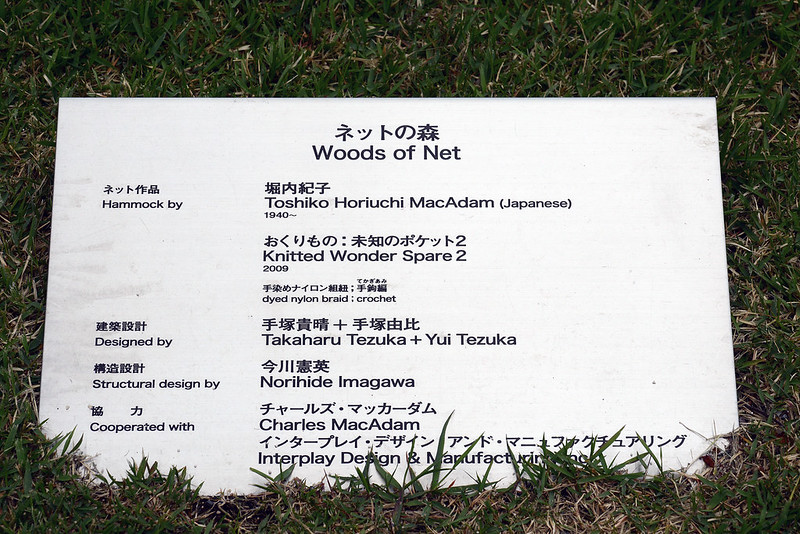 ネットの森
Woods of Net
ネット作品 堀内紀子
Hammock by Toshiko Horiuchi MacAdam (Japanese)
1940~
おくりもの：未知のポケット2
Knitted Wonder Spare 2
2009
てかぎあみ
手染めナイロン組紐；手鉤編
dyed nylon braid ; crochet
建築設計 手塚貴晴＋手塚由比
Designed by Takaharu Tezuka + Yui Tezuka
構造設計 今川憲英
Structural design by Norihide Imagawa
協 力 チャールズ・マッカーダム
Cooperated with Charles MacAdam
インタープレイ・デザイン アンド・マニュファクチュアリング
Interplay Design & Manufacturing Inc.